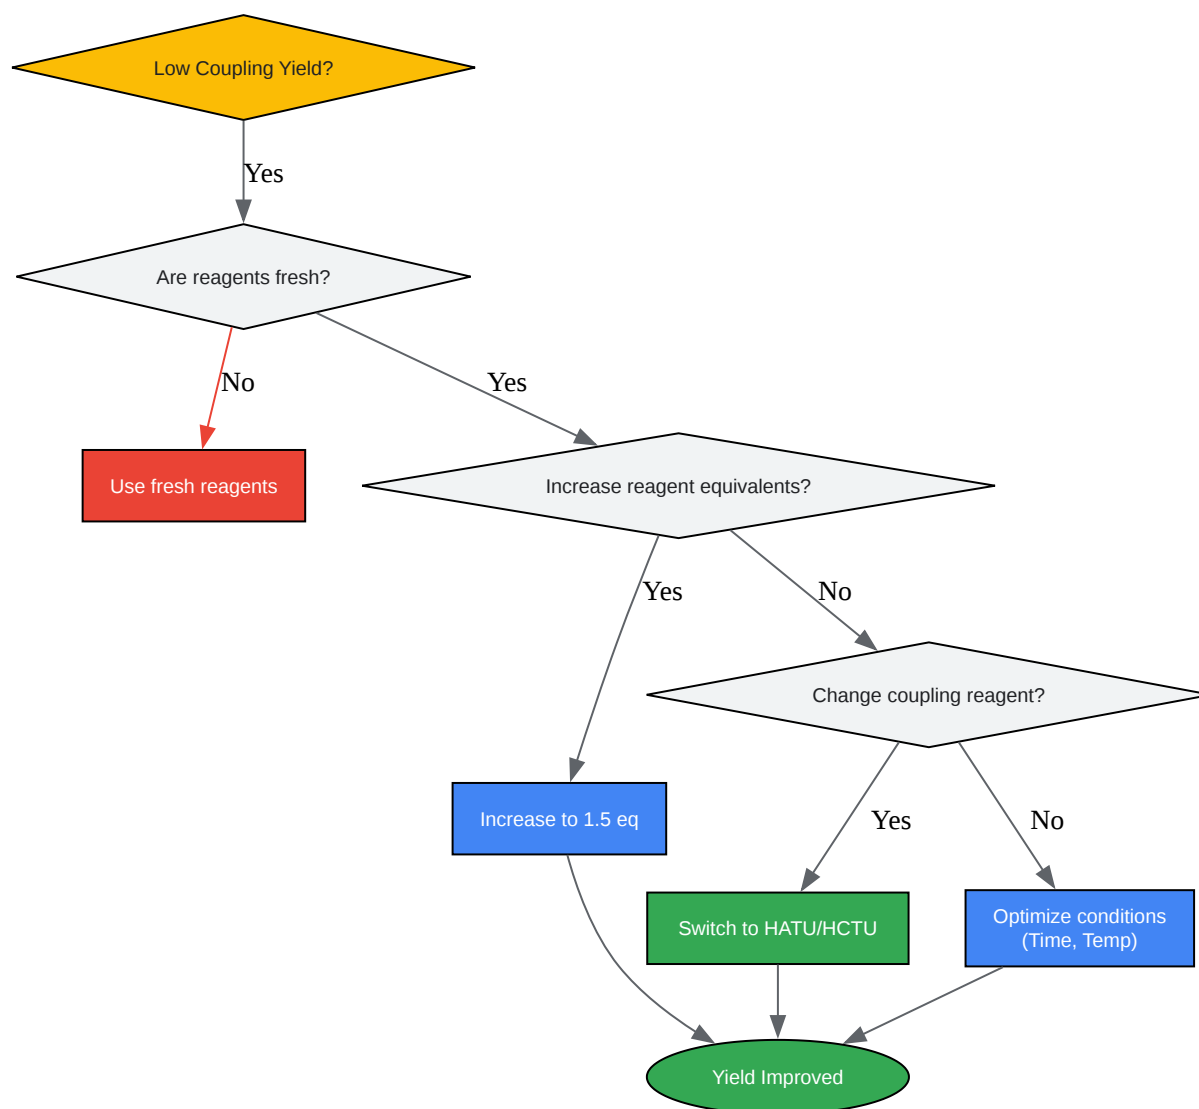 Low Coupling Yield?
Yes
Are reagents fresh?
No
Yes
Use fresh reagents
Increase reagent equivalents?
Yes
No
Change coupling reagent?
Increase to 1.5 eq
Yes
No
Switch to HATU/HCTU
Optimize conditions
(Time, Temp)
Yield Improved